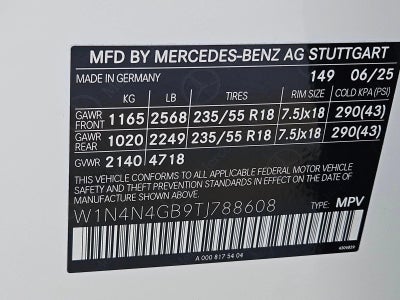 MFD BY MERCEDES-BENZ AG STUTTGART
MADE IN GERMANY 149 06/25
KG LB TIRES RIM SIZE COLD KPA (PSI)
GAWR FRONT 1165 2568 235/55 R18 7.5Jx18 290(43)
GAWR REAR 1020 2249 235/55 R18 7.5Jx18 290(43)
GVWR 2140 4718
THIS VEHICLE CONFORMS TO ALL APPLICABLE FEDERAL MOTOR VEHICLE
SAFETY AND THEFT PREVENTION STANDARDS IN EFFECT ON THE DATE OF
MANUFACTURE SHOWN ABOVE.
W1N4N4GB9TJ788608 TYPE: MPV
A 000 817 54 04